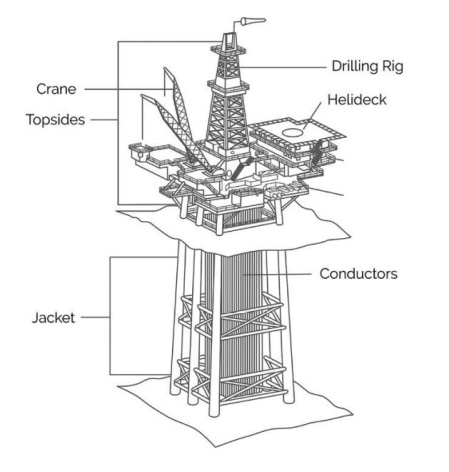 Drilling Rig
Crane
Helideck
Topsides
Conductors
Jacket